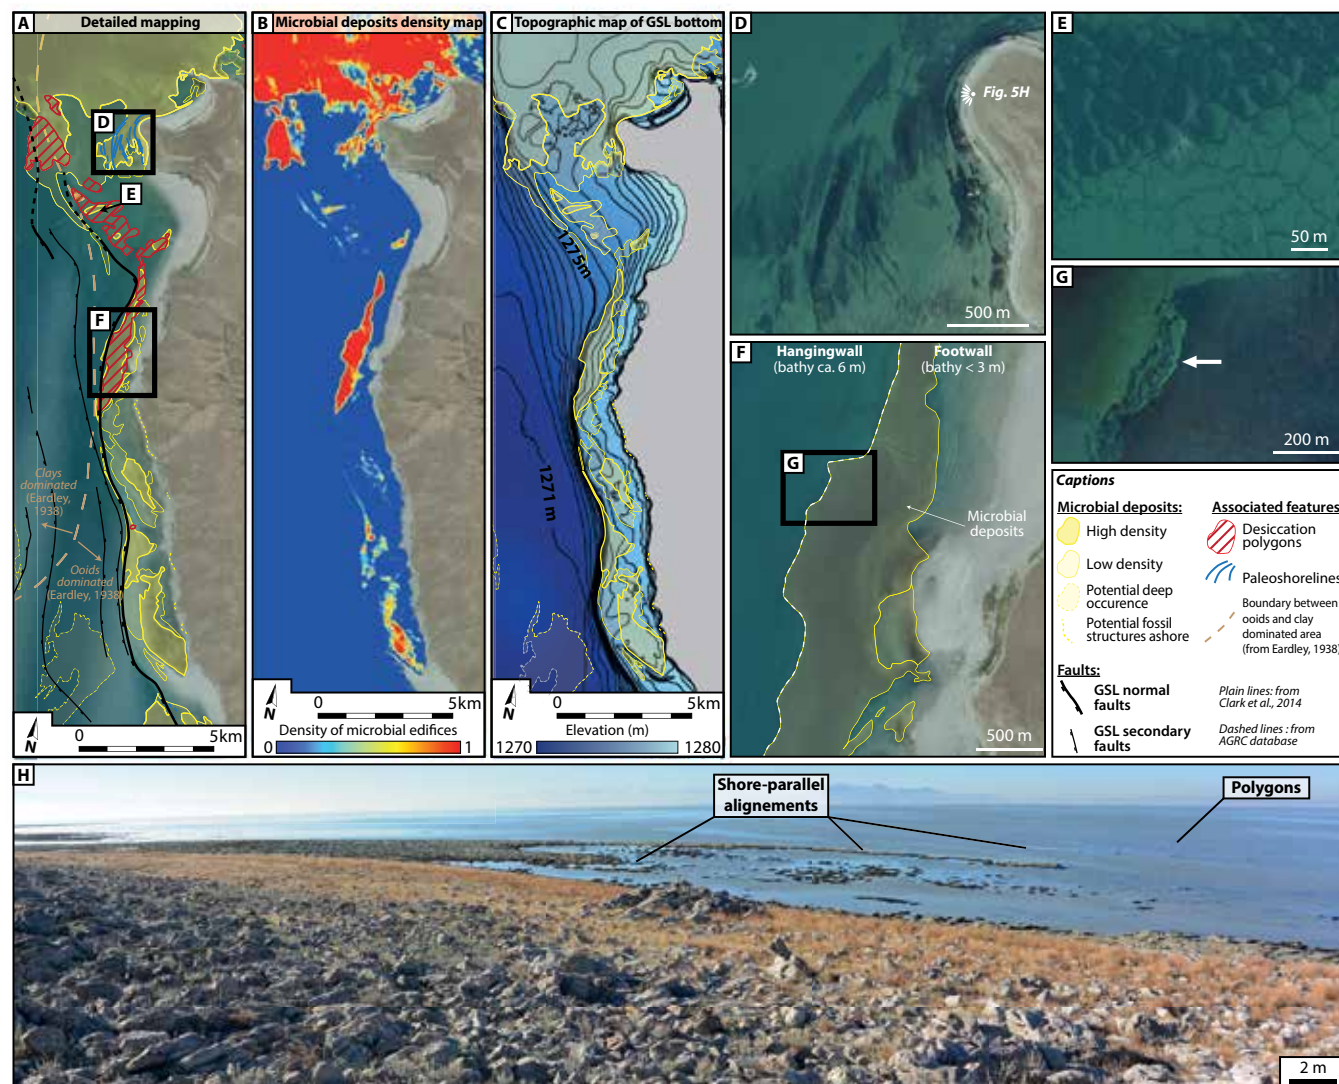 A Detailed mapping
D
E
F
Clays
dominated
(Eardley,
1938)
Ooids
dominated
(Eardley, 1938)
N
0 5km
B Microbial deposits density map
N
0 5km
Density of microbial edifices
0 1
C Topographic map of GSL bottom
1275m
1271 m
N
0 5km
Elevation (m)
1270 1280
D
Fig. 5H
500 m
E
50 m
F
Hangingwall Footwall
(bathy ca. 6 m) (bathy < 3 m)
G
Microbial
deposits
500 m
G
200 m
Captions
Microbial deposits:
High density
Low density
Potential deep
occurence
Potential fossil
structures ashore
Associated features
Desiccation
polygons
Paleoshorelines
Boundary between
ooids and clay
dominated area
(from Eardley, 1938)
Faults:
GSL normal
faults
Plain lines: from
Clark et al., 2014
GSL secondary
faults
Dashed lines : from
AGRC database
H
Shore-parallel
alignements
Polygons
2 m